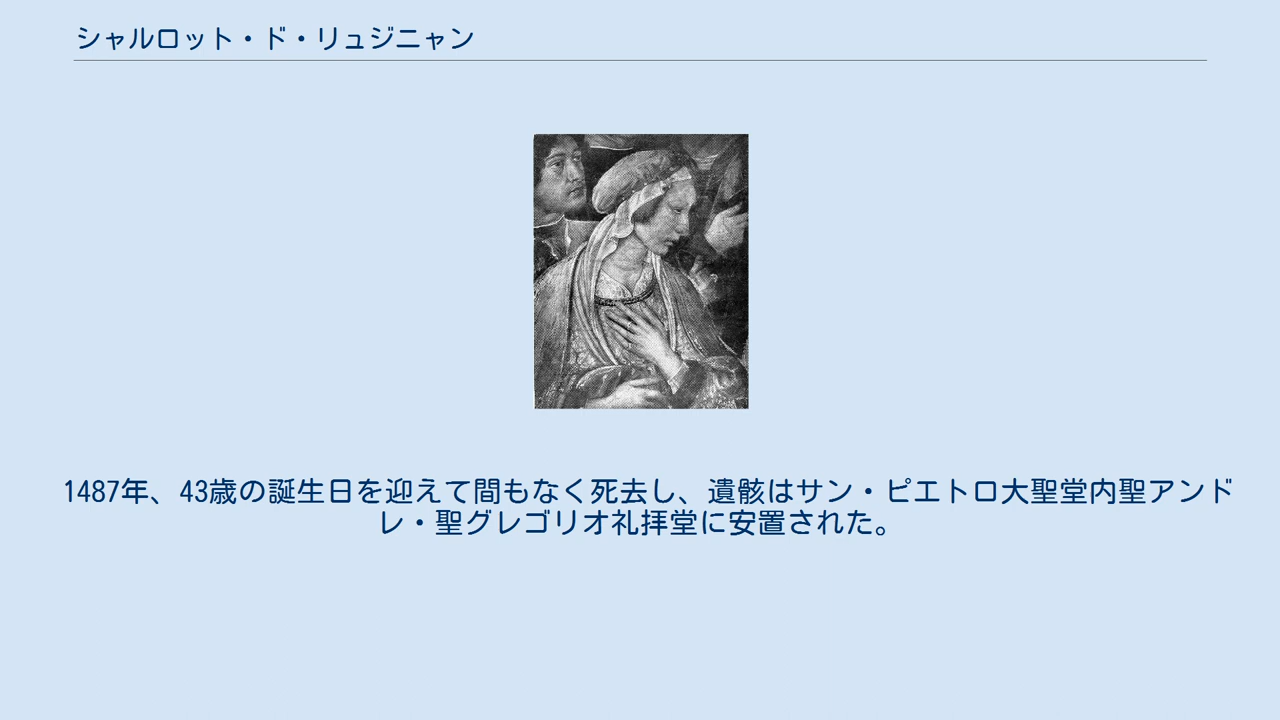 シャルロット・ド・リュジニャン
1487年、43歳の誕生日を迎えて間もなく死去し、遺骸はサン・ピエトロ大聖堂内聖アンド
レ・聖グレゴリオ礼拝堂に安置された。